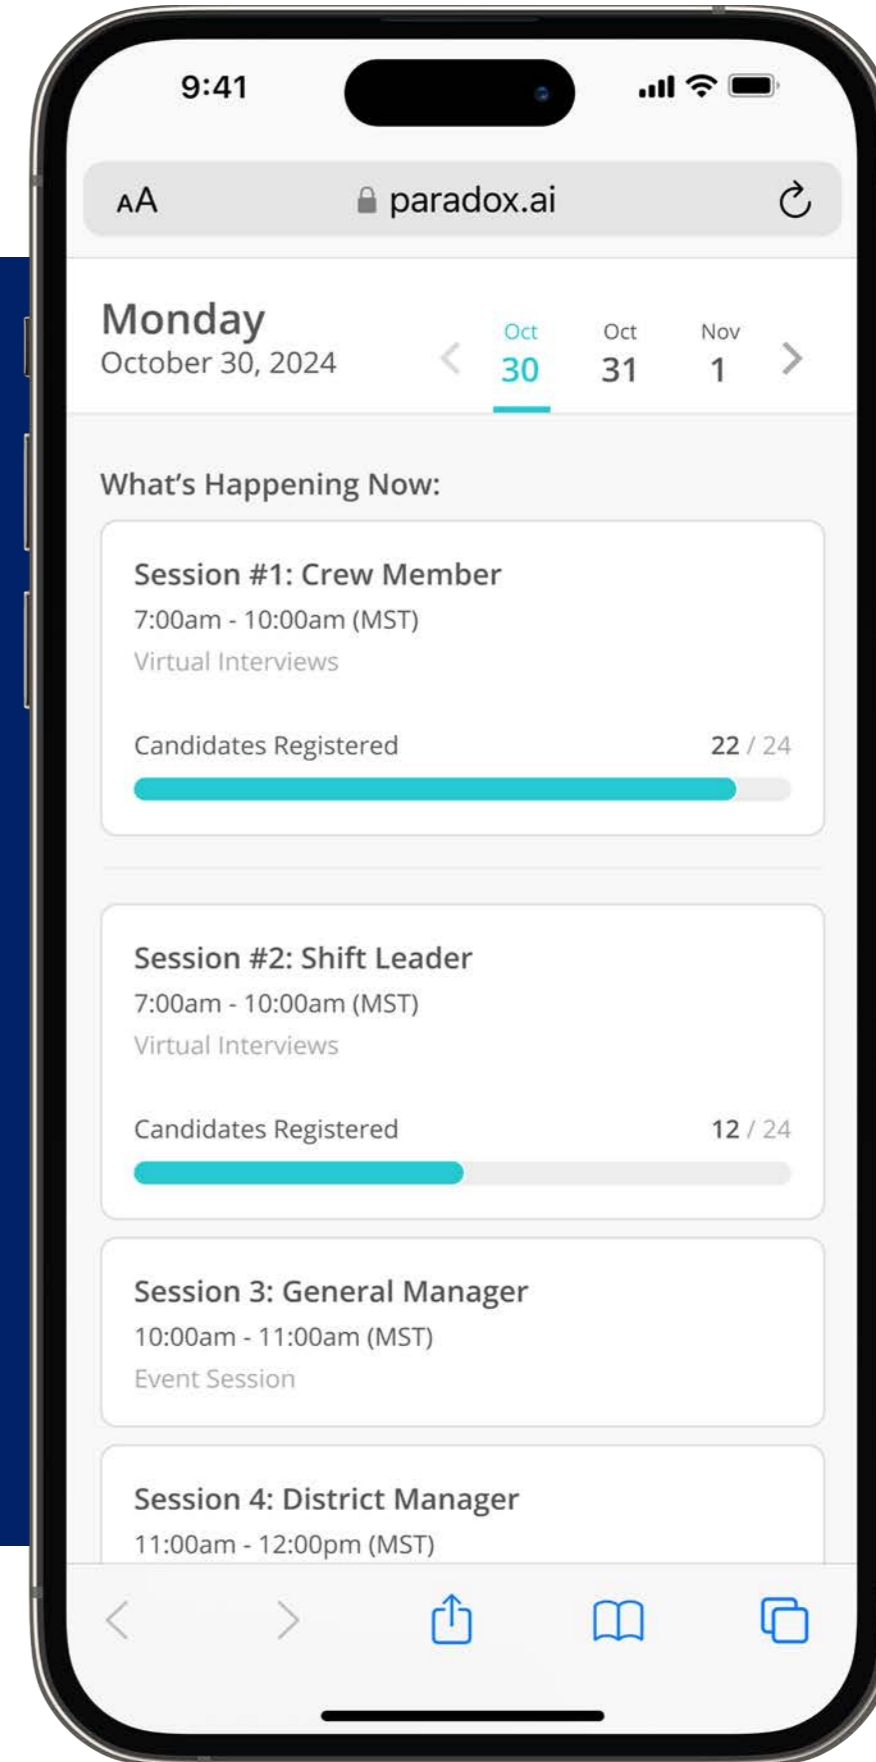 9:41
AA paradox.ai
Monday
October 30, 2024
Oct Oct Nov
30 31 1
What's Happening Now:
Session #1: Crew Member
7:00am - 10:00am (MST)
Virtual Interviews
Candidates Registered 22 / 24
Session #2: Shift Leader
7:00am - 10:00am (MST)
Virtual Interviews
Candidates Registered 12 / 24
Session 3: General Manager
10:00am - 11:00am (MST)
Event Session
Session 4: District Manager
11:00am - 12:00pm (MST)